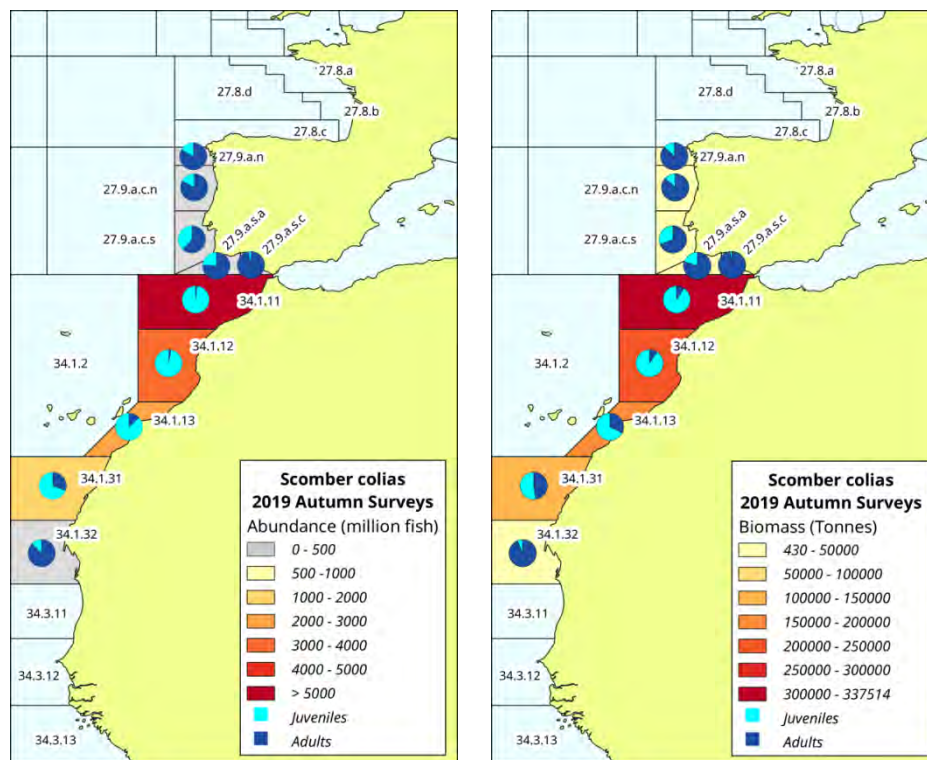 27.8.a
27.8.d
27.8.b
27.8.c
27,9.a.n
27.9.a.c.n
27.9.a.s.a
27.9.a.s.c
27.9.a.c.s
34.1.11
34.1.12
34.1.2
34.1.13
34.1.31
34.1.32
34.3.11
34.3.12
34.3.13
Scomber colias
2019 Autumn Surveys
Abundance (million fish)
0 - 500
500 -1000
1000 - 2000
2000 - 3000
3000 - 4000
4000 - 5000
> 5000
Juveniles
Adults
27.8.a
27.8.d
27.8.b
27.8.c
27,9.a.n
27.9.a.c.n
27.9.a.s.a
27.9.a.s.c
27.9.a.c.s
34.1.11
34.1.12
34.1.2
34.1.13
34.1.31
34.1.32
34.3.11
34.3.12
34.3.13
Scomber colias
2019 Autumn Surveys
Biomass (Tonnes)
430 - 50000
50000 - 100000
100000 - 150000
150000 - 200000
200000 - 250000
250000 - 300000
300000 - 337514
Juveniles
Adults